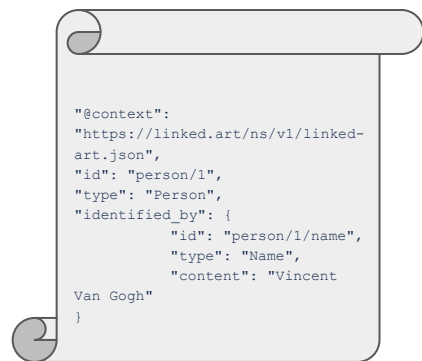 "@context":
"https://linked.art/ns/v1/linked-
art.json",
"id": "person/1",
"type": "Person",
"identified_by": {
"id": "person/1/name",
"type": "Name",
"content": "Vincent
Van Gogh"
}